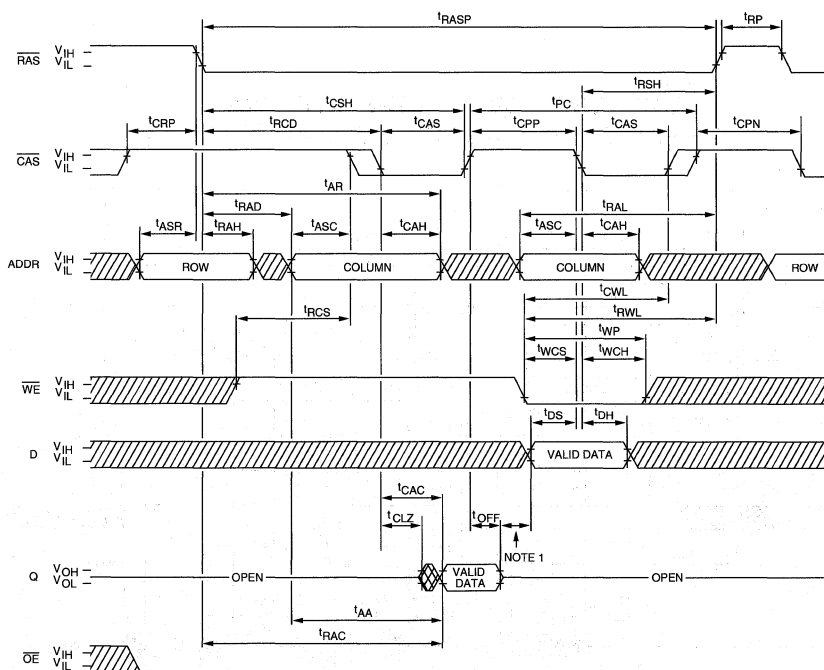 tRASP
tRP
RAS VIH VIL
tRSH
tCSH
tPC
tCRP
tRCD
tCAS
tCPP
tCAS
tCPN
CAS VIH VIL
tAR
tRAD
tRAL
tASR
tRAH
tASC
tCAH
tASC
tCAH
ADDR VIH VIL
ROW
COLUMN
COLUMN
ROW
tCWL
tRCS
tRWL
tWP
tWCS
tWCH
WE VIH VIL
tDS
tDH
D VIH VIL
VALID DATA
tCAC
tCLZ
tOFF
NOTE 1
Q VOH VOL
OPEN
VALID DATA
OPEN
tAA
tRAC
OE VIH VIL